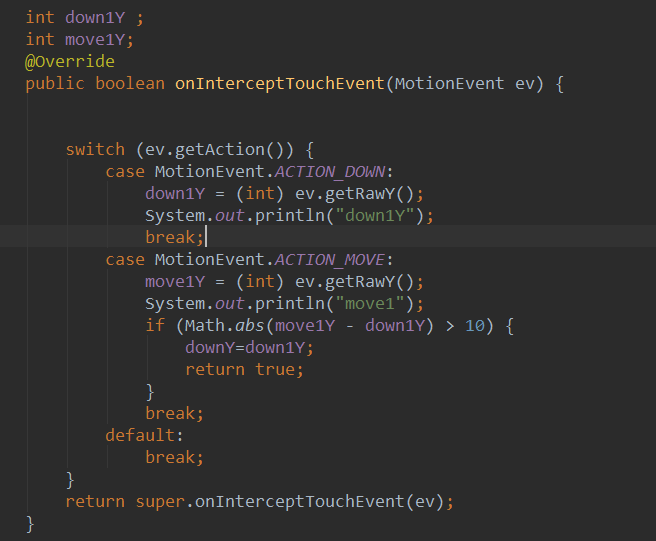 int down1Y ;
int move1Y;
@Override
public boolean onInterceptTouchEvent(MotionEvent ev) {
switch (ev.getAction()) {
case MotionEvent.ACTION_DOWN:
down1Y = (int) ev.getRawY();
System.out.println("down1Y");
break;
case MotionEvent.ACTION_MOVE:
move1Y = (int) ev.getRawY();
System.out.println("move1");
if (Math.abs(move1Y - down1Y) > 10) {
downY=down1Y;
return true;
}
break;
default:
break;
}
return super.onInterceptTouchEvent(ev);
}